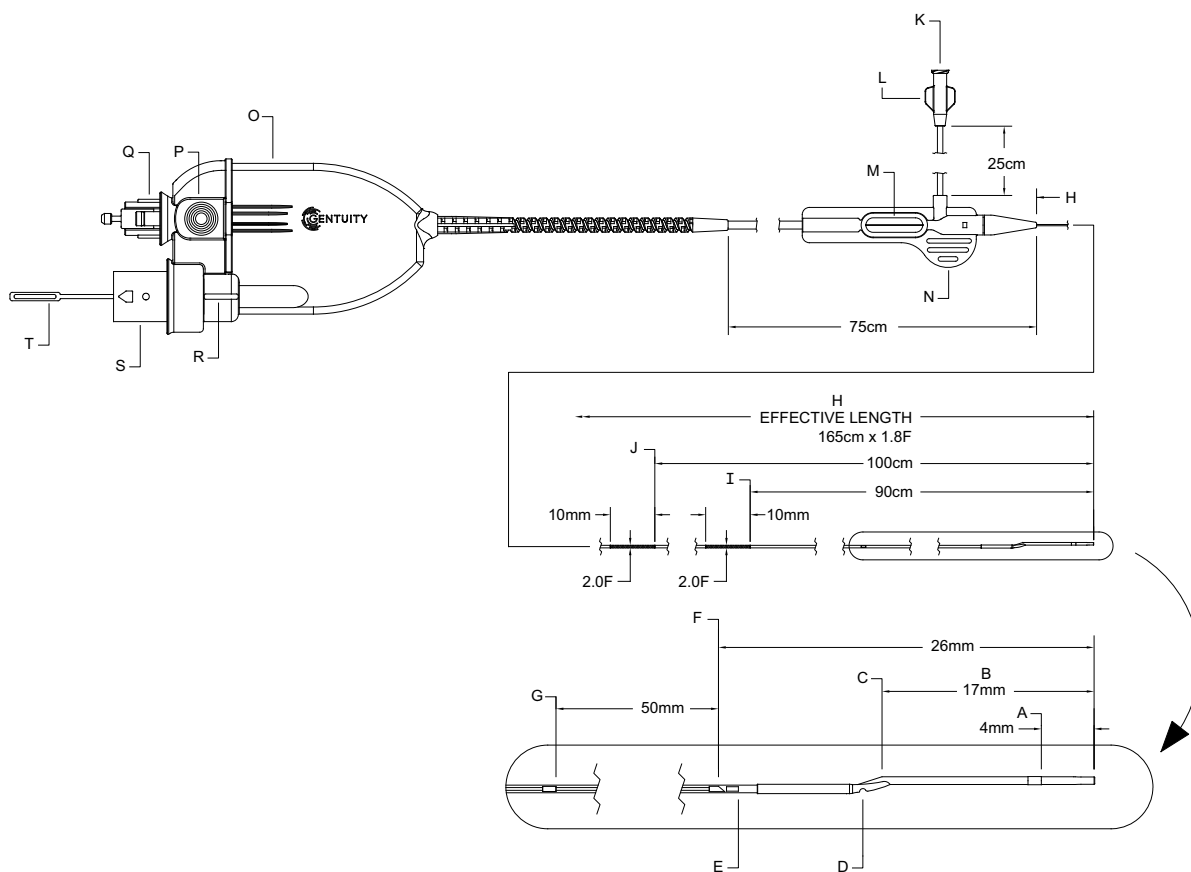 K
L
O
Q
P
M
25cm
H
GENTUITY
N
75cm
T
S
R
H
EFFECTIVE LENGTH
165cm x 1.8F
J
100cm
I
90cm
10mm
10mm
2.0F
2.0F
F
26mm
G
C
B
50mm
17mm
A
4mm
E
D